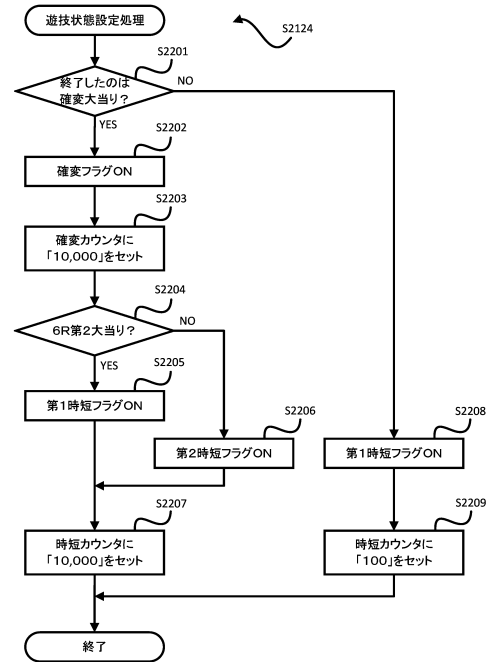 遊技状態設定処理
S2124
S2201
終了したのは
確変大当り？
NO
YES
S2202
確変フラグON
S2203
確変カウンタに
「10,000」をセット
S2204
6R第2大当り？
NO
YES
S2205
第1時短フラグON
S2206
第2時短フラグON
S2208
第1時短フラグON
S2207
時短カウンタに
「10,000」をセット
S2209
時短カウンタに
「100」をセット
終了